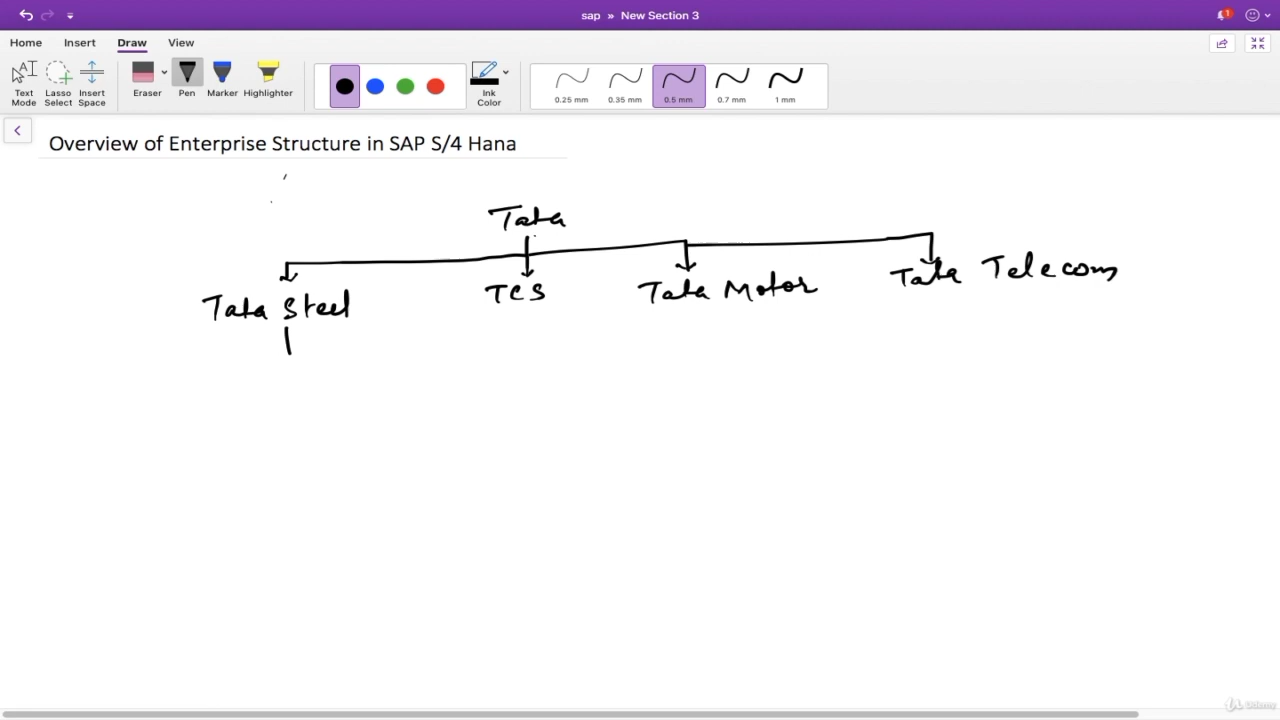 sap » New Section 3
1
Home Insert Draw View
Text Mode
Lasso Select
Insert Space
Eraser
Pen
Marker
Highlighter
Ink Color
0.25 mm
0.35 mm
0.5 mm
0.7 mm
1 mm
Overview of Enterprise Structure in SAP S/4 Hana
Tata
Tata Steel TCS Tata Motor Tata Telecom
Udemy